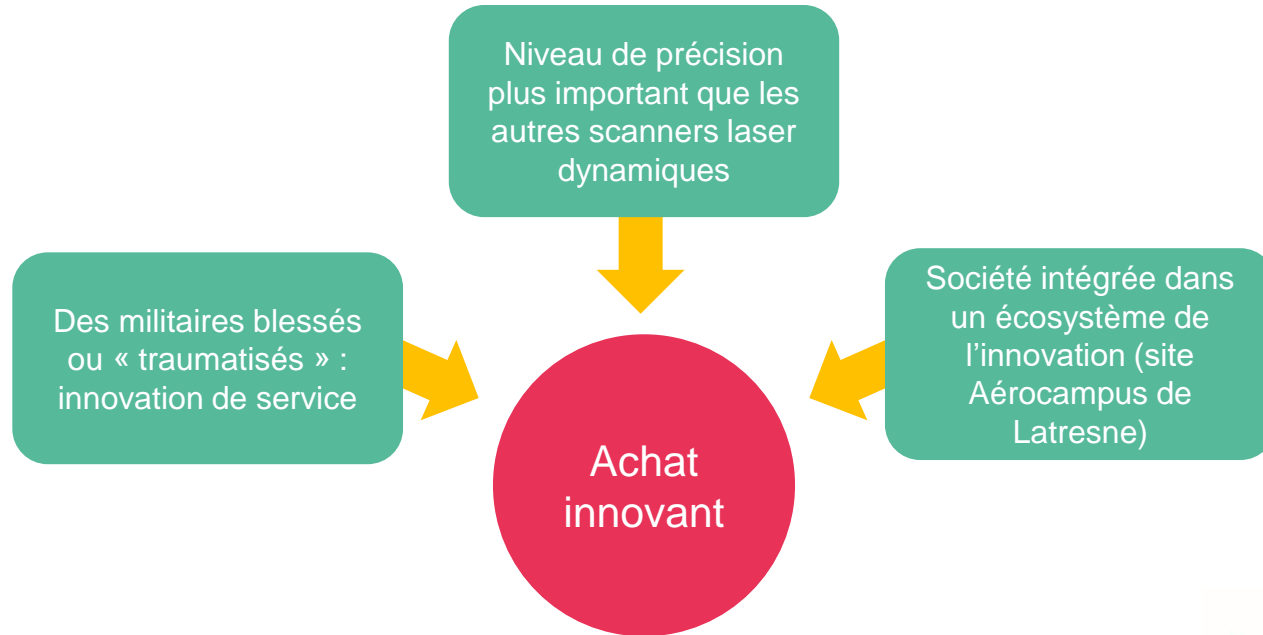 Niveau de précision
plus important que les
autres scanners laser
dynamiques
Des militaires blessés
ou « traumatisés » :
innovation de service
Société intégrée dans
un écosystème de
l’innovation (site
Aérocampus de
Latresne)
Achat
innovant